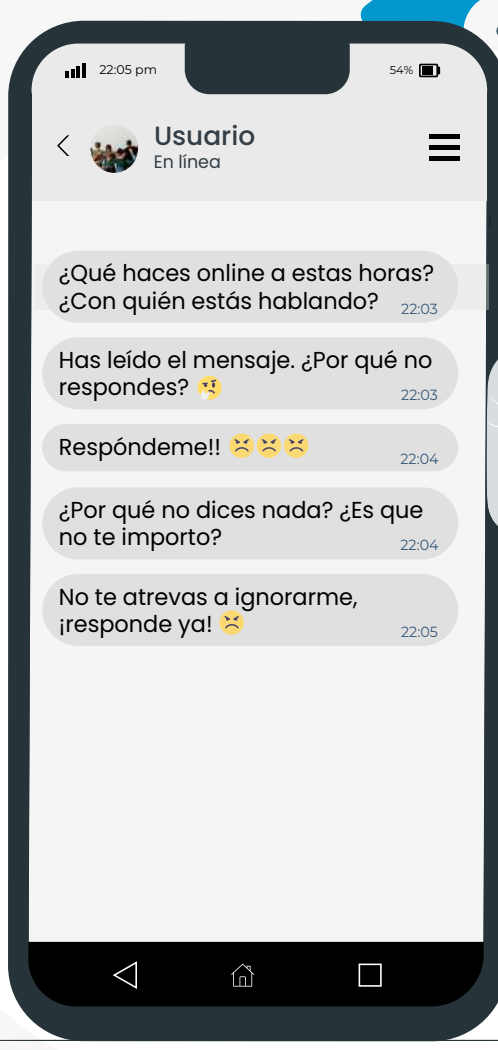 22:05 pm 54%
Usuario
En línea
¿Qué haces online a estas horas?
¿Con quién estás hablando? 22:03
Has leído el mensaje. ¿Por qué no
respondes? 🤨 22:03
Respóndeme!! 😠😠😠 22:04
¿Por qué no dices nada? ¿Es que
no te importo? 22:04
No te atrevas a ignorarme,
¡responde ya! 😠 22:05